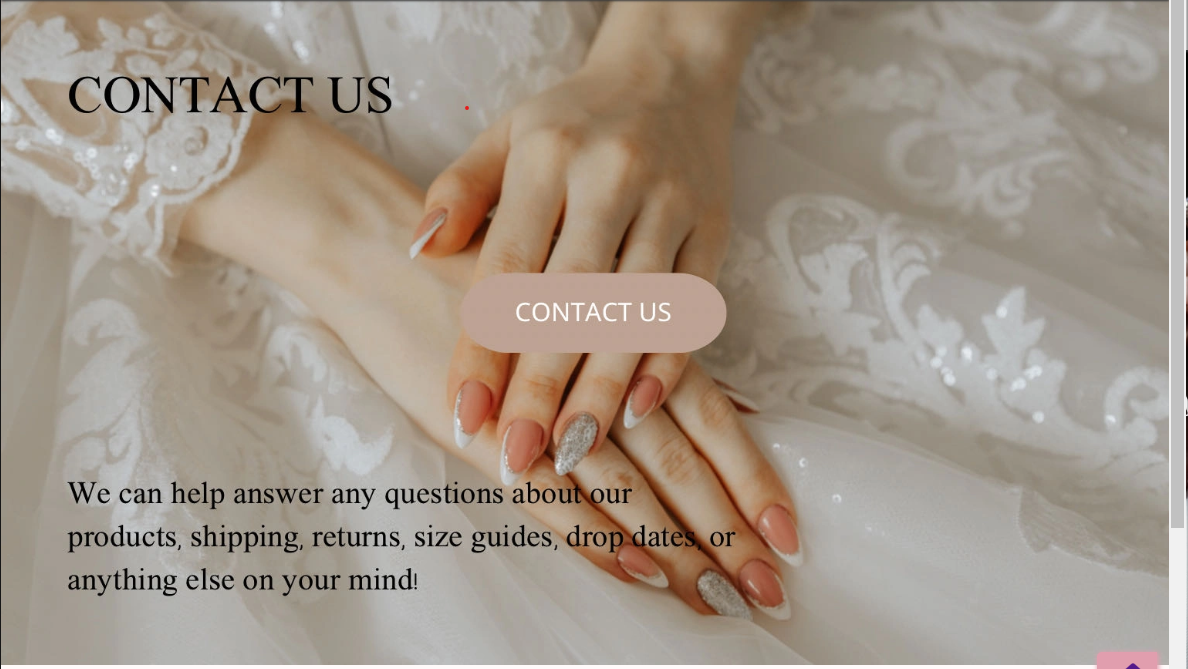 CONTACT US
CONTACT US
We can help answer any questions about our
products, shipping, returns, size guides, drop dates, or
anything else on your mind!